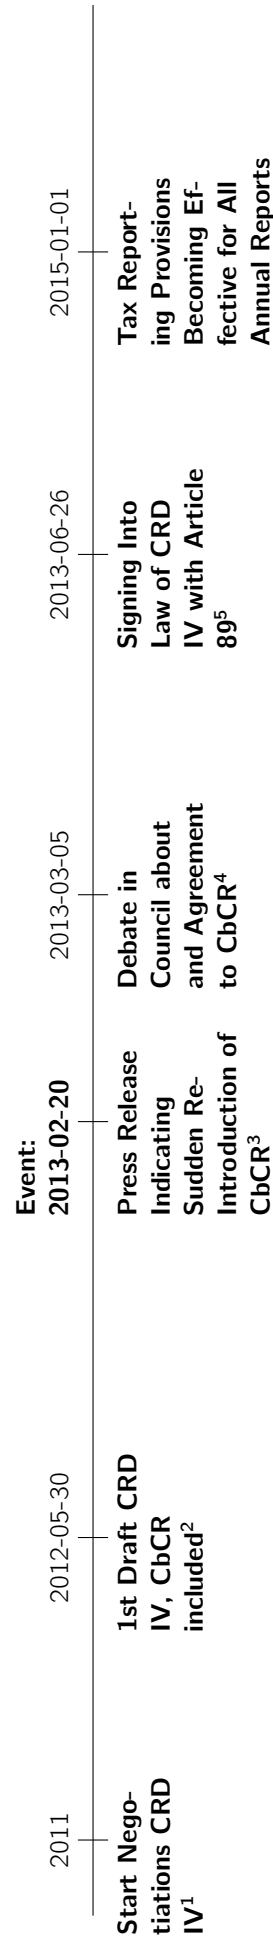 2011
Start Nego-
tiations CRD
IV¹
2012-05-30
1st Draft CRD
IV, CbCR
included²
Event:
2013-02-20
Press Release
Indicating
Sudden Re-
Introduction of
CbCR³
2013-03-05
Debate in
Council about
and Agreement
to CbCR⁴
2013-06-26
Signing Into
Law of CRD
IV with Article
89⁵
2015-01-01
Tax Report-
ing Provisions
Becoming Ef-
fective for All
Annual Reports